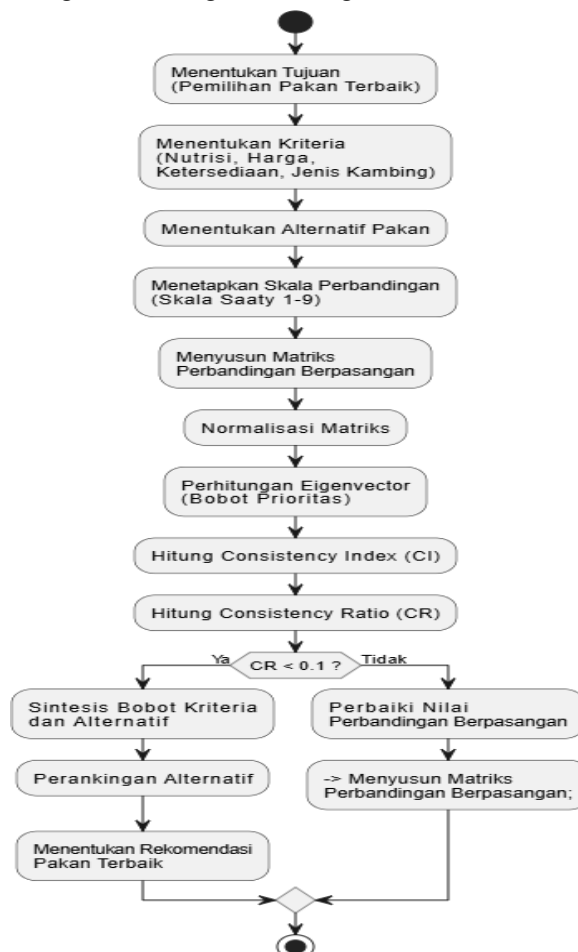 Menentukan Tujuan
(Pemilihan Pakan Terbaik)
Menentukan Kriteria
(Nutrisi, Harga,
Ketersediaan, Jenis Kambing)
Menentukan Alternatif Pakan
Menetapkan Skala Perbandingan
(Skala Saaty 1-9)
Menyusun Matriks
Perbandingan Berpasangan
Normalisasi Matriks
Perhitungan Eigenvector
(Bobot Prioritas)
Hitung Consistency Index (CI)
Hitung Consistency Ratio (CR)
Ya
CR < 0.1 ?
Tidak
Sintesis Bobot Kriteria
dan Alternatif
Perankingan Alternatif
Menentukan Rekomendasi
Pakan Terbaik
Perbaiki Nilai
Perbandingan Berpasangan
-> Menyusun Matriks
Perbandingan Berpasangan;